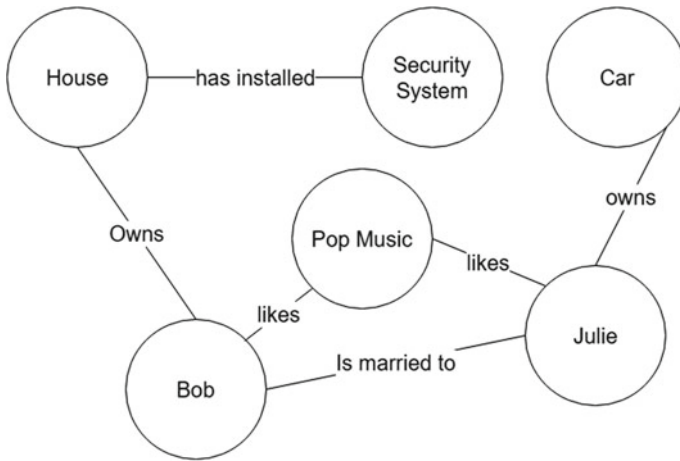 House
has installed
Security
System
Car
Owns
Pop Music
owns
likes
likes
Is married to
Julie
Bob